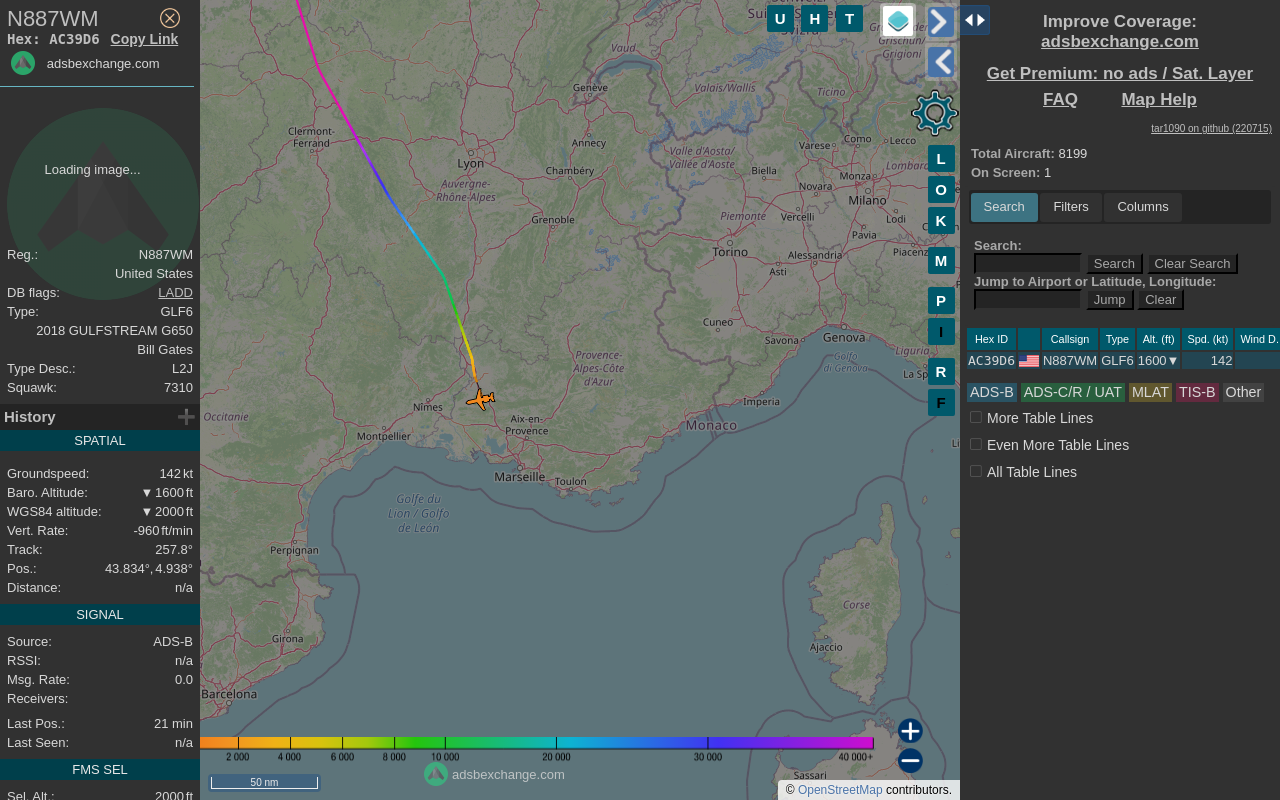 N887WM
Hex: AC39D6 Copy Link
adsbexchange.com
Loading image...
Reg.: N887WM
United States
DB flags: LADD
Type: GLF6
2018 GULFSTREAM G650
Bill Gates
Type Desc.: L2J
Squawk: 7310
History
SPATIAL
Groundspeed: 142 kt
Baro. Altitude: ▼ 1600 ft
WGS84 altitude: ▼ 2000 ft
Vert. Rate: -960 ft/min
Track: 257.8°
Pos.: 43.834°, 4.938°
Distance: n/a
SIGNAL
Source: ADS-B
RSSI: n/a
Msg. Rate: 0.0
Receivers:
Last Pos.: 21 min
Last Seen: n/a
FMS SEL
Sel. Alt.: 2000 ft
U H T
Vaud
Genève
Valais/Wallis
Ticino
Grischun/
Grigioni
Clermont-
Ferrand
Lyon
Annecy
Chambéry
Valle d'Aosta/
Vallée d'Aoste
Biella
Varese
Como
Lecco
Monza
Novara
Milano
Auvergne-
Rhône-Alpes
Grenoble
Piemonte
Vercelli
Lodi
Pavia
Torino
Alessandria
Asti
Cuneo
Savona
Genova
Golfo
di Genova
Liguria
Provence-
Alpes-Côte
d'Azur
Imperia
Monaco
Occitanie
Nîmes
Aix-en-
Provence
Montpellier
Marseille
Toulon
Golfe du
Lion / Golfo
de León
Perpignan
Girona
Barcelona
Corse
Ajaccio
Sassari
L
O
K
M
P
I
R
F
2 000 4 000 6 000 8 000 10 000 20 000 30 000 40 000+
50 nm
adsbexchange.com
© OpenStreetMap contributors.
Improve Coverage:
adsbexchange.com
Get Premium: no ads / Sat. Layer
FAQ Map Help
tar1090 on github (220715)
Total Aircraft: 8199
On Screen: 1
Search Filters Columns
Search:
Search Clear Search
Jump to Airport or Latitude, Longitude:
Jump Clear
Hex ID Callsign Type Alt. (ft) Spd. (kt) Wind D.
AC39D6 N887WM GLF6 1600▼ 142
ADS-B ADS-C/R / UAT MLAT TIS-B Other
More Table Lines
Even More Table Lines
All Table Lines